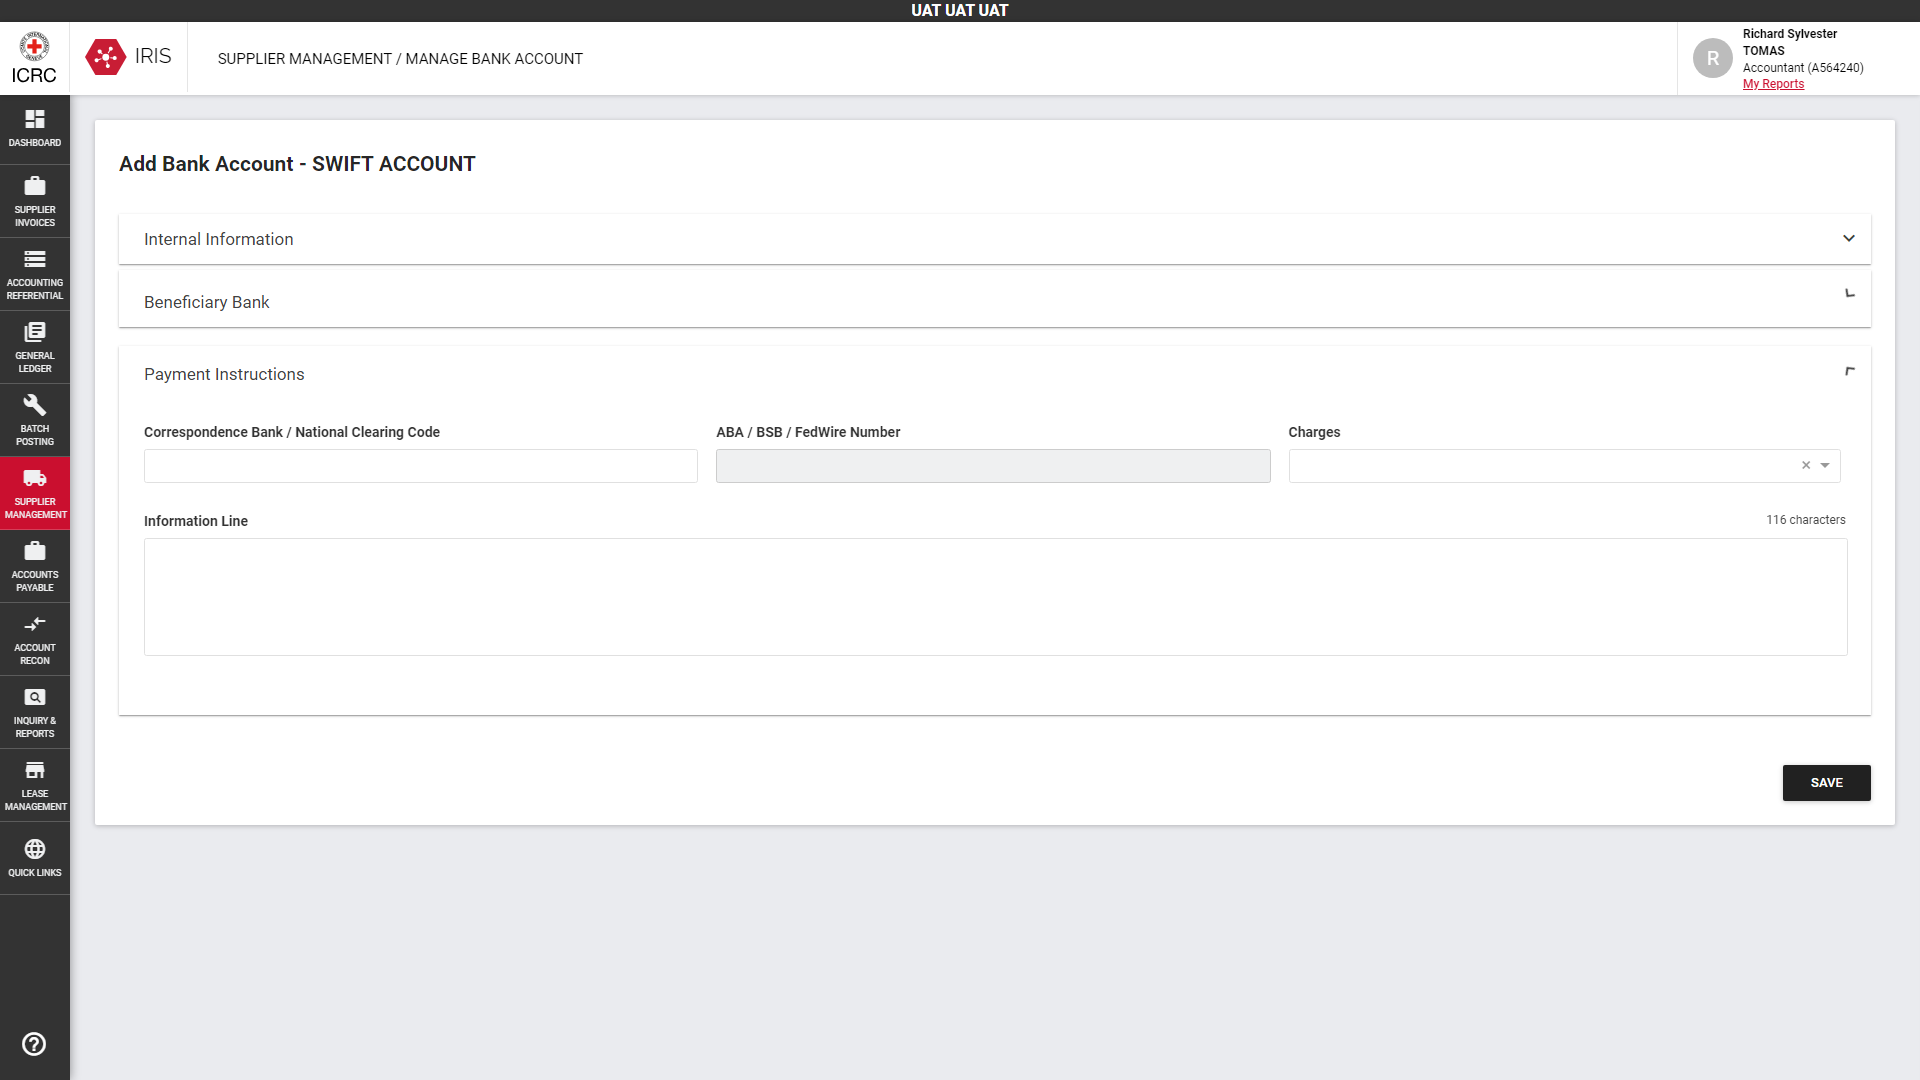 UAT UAT UAT
ICRC
IRIS
SUPPLIER MANAGEMENT / MANAGE BANK ACCOUNT
R
Richard Sylvester
TOMAS
Accountant (A564240)
My Reports
DASHBOARD
SUPPLIER
INVOICES
ACCOUNTING
REFERENTIAL
GENERAL
LEDGER
BATCH
POSTING
SUPPLIER
MANAGEMENT
ACCOUNTS
PAYABLE
ACCOUNT
RECON
INQUIRY &
REPORTS
LEASE
MANAGEMENT
QUICK LINKS
Add Bank Account - SWIFT ACCOUNT
Internal Information
Beneficiary Bank
Payment Instructions
Correspondence Bank / National Clearing Code
ABA / BSB / FedWire Number
Charges
Information Line
116 characters
SAVE